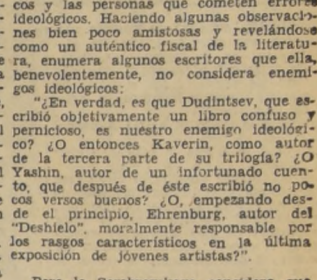 cos y las personas que cometen errores
ideológicos. Haciendo algunas observacio-
nes bien poco amistosas y revelándose
como un auténtico fiscal de la literatu-
ra, enumera algunos escritores que ella,
benevolentemente, no considera enemi-
gos ideológicos:
"¿En verdad, es que Dudintsev, que es-
cribió objetivamente un libro confuso y
pernicioso, es nuestro enemigo ideológi-
co? ¿O entonces Kaverin, como autor
de la tercera parte de su trilogía? ¿O
Yashin, autor de un infortunado cuen-
to, que después de éste escribió no po-
cos versos buenos? ¿O, empezando des-
de el principio, Ehrenburg, autor del
"Deshielo", moralmente responsable por
los rasgos característicos en la última
exposición de jóvenes artistas?".